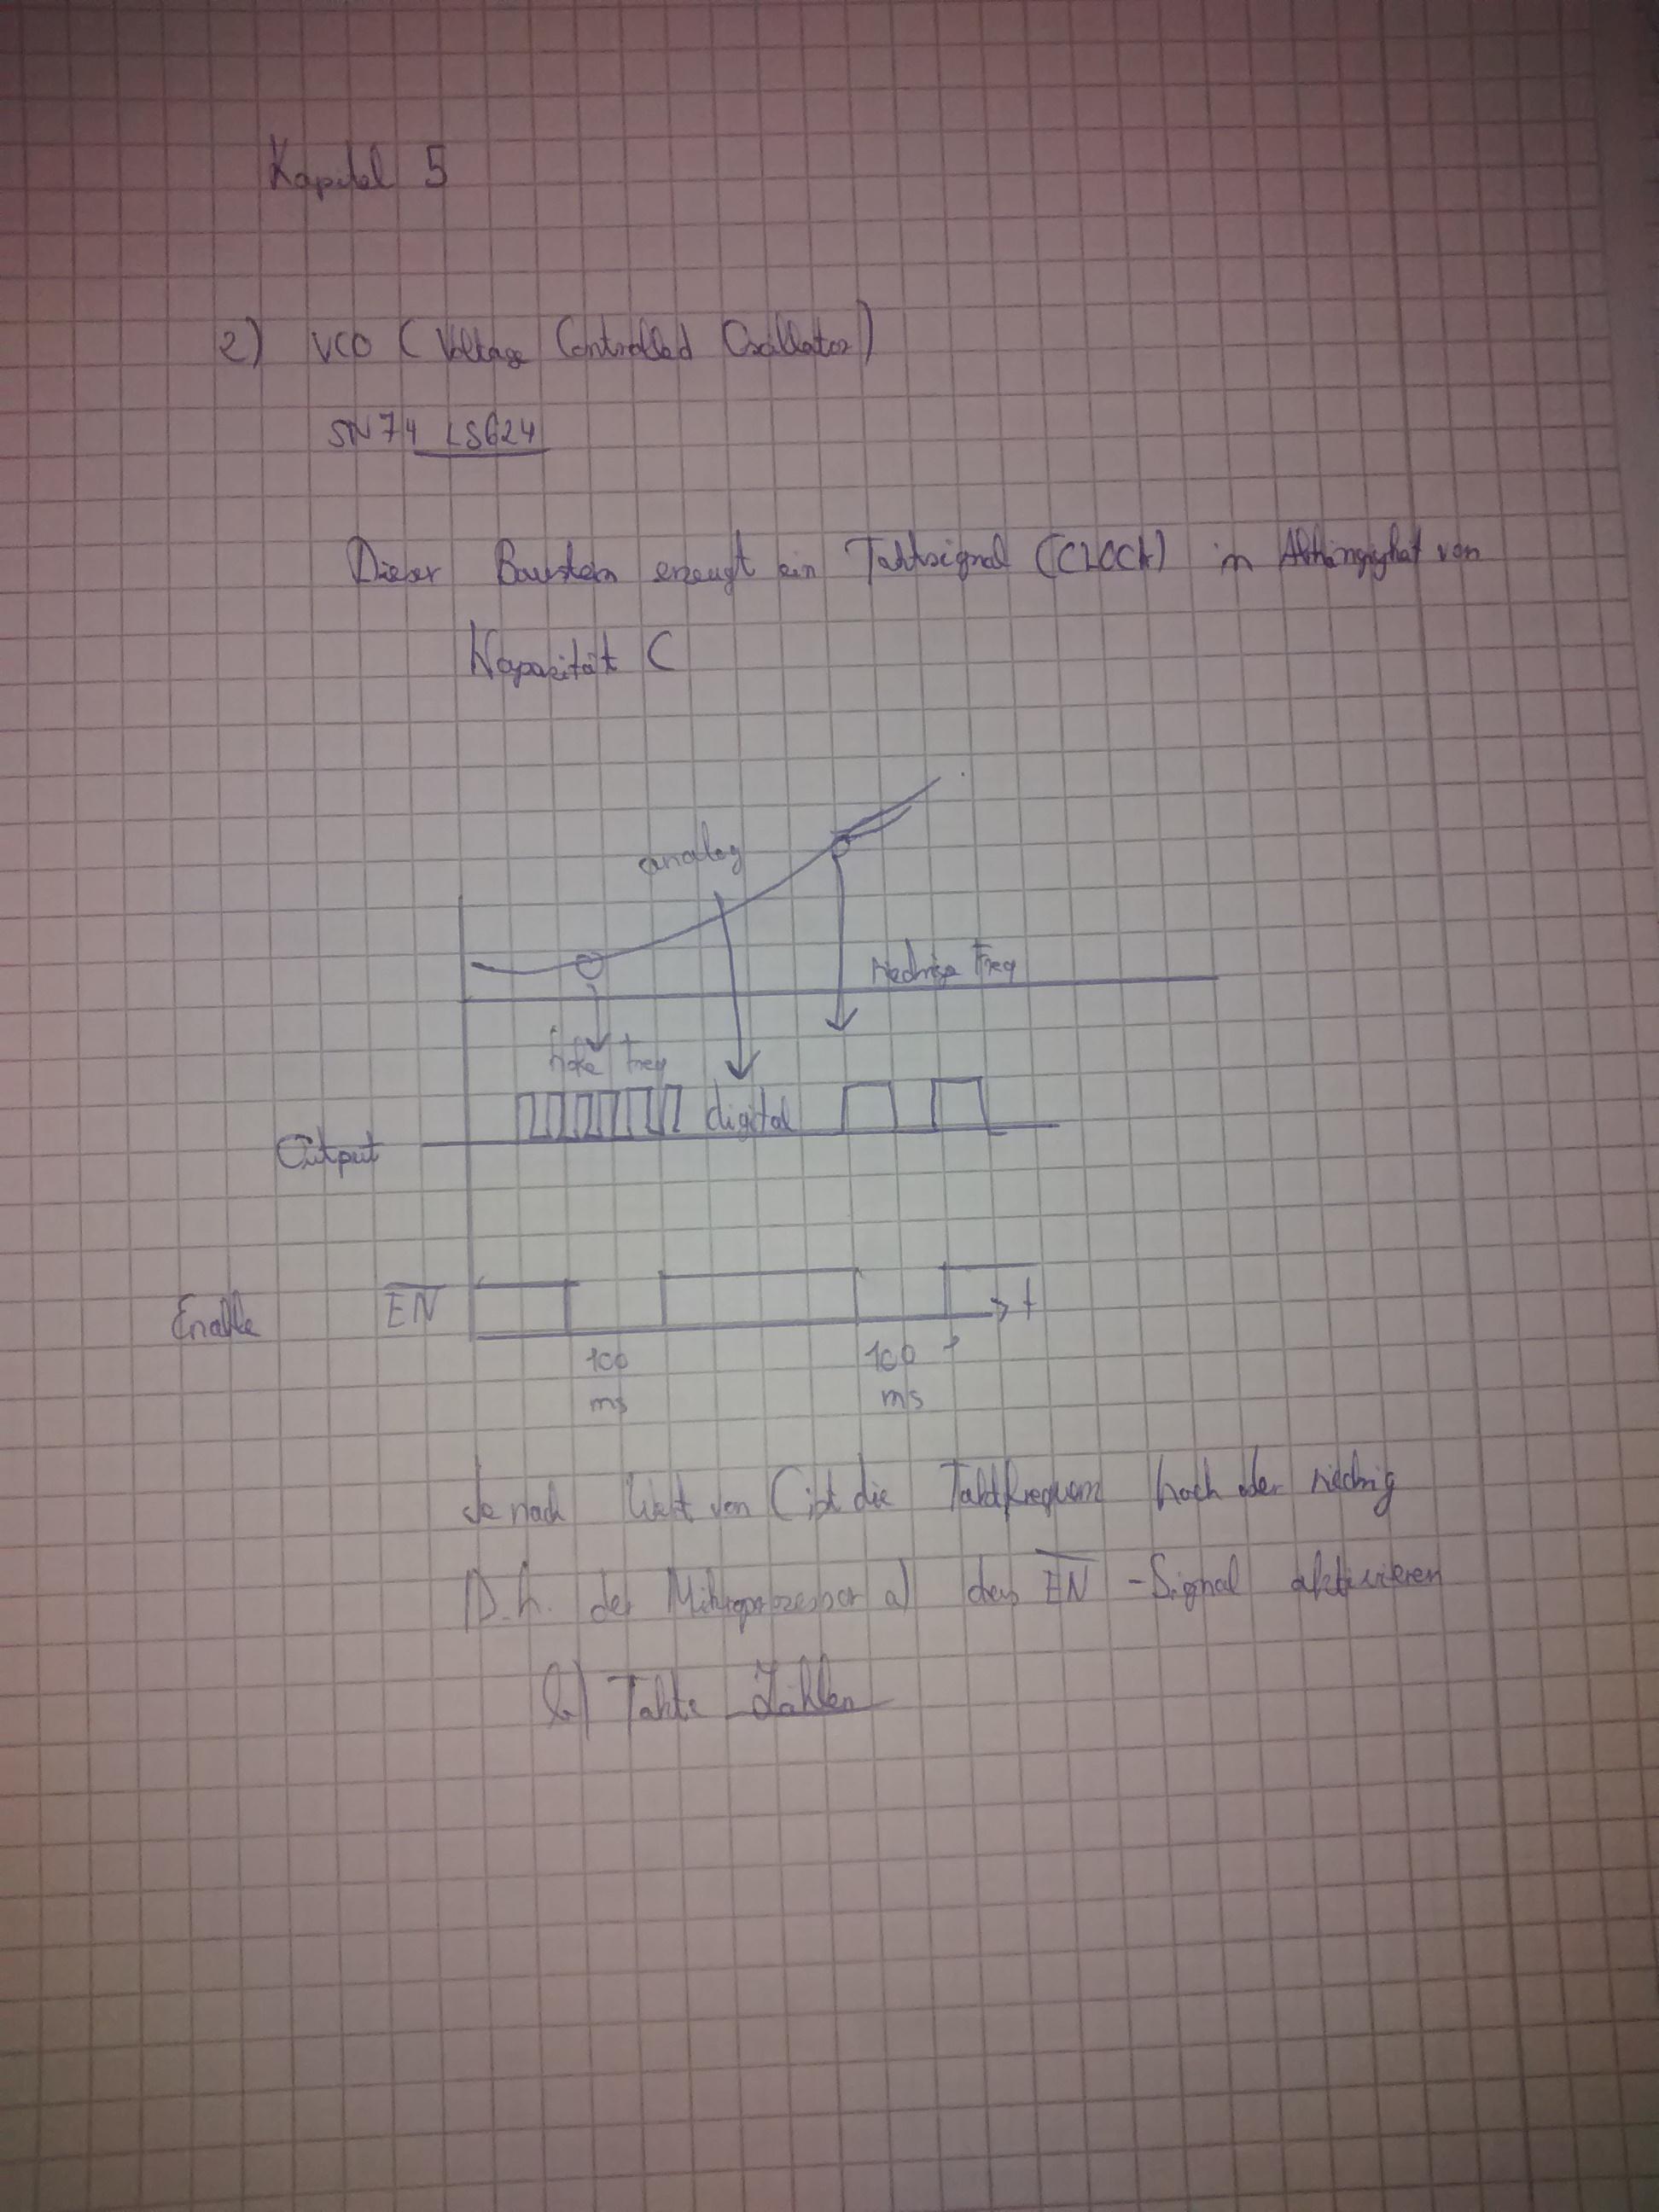 Kapitel 5
2) VCO (Voltage Controlled Oscillator)
SN74 LS624
Dieser Baustein erzeugt ein Taktsignal (CLOCK) in Abhängigkeit von
Kapazität C
analog
niedrige Freq
hohe Freq
digital
Output
Enable EN t
100 100
ms ms
Je nach Wert von C ist die Taktfrequenz hoch oder niedrig
D.h. der Mikroprozessor a) das EN -Signal aktivieren
b) Takte Zählen